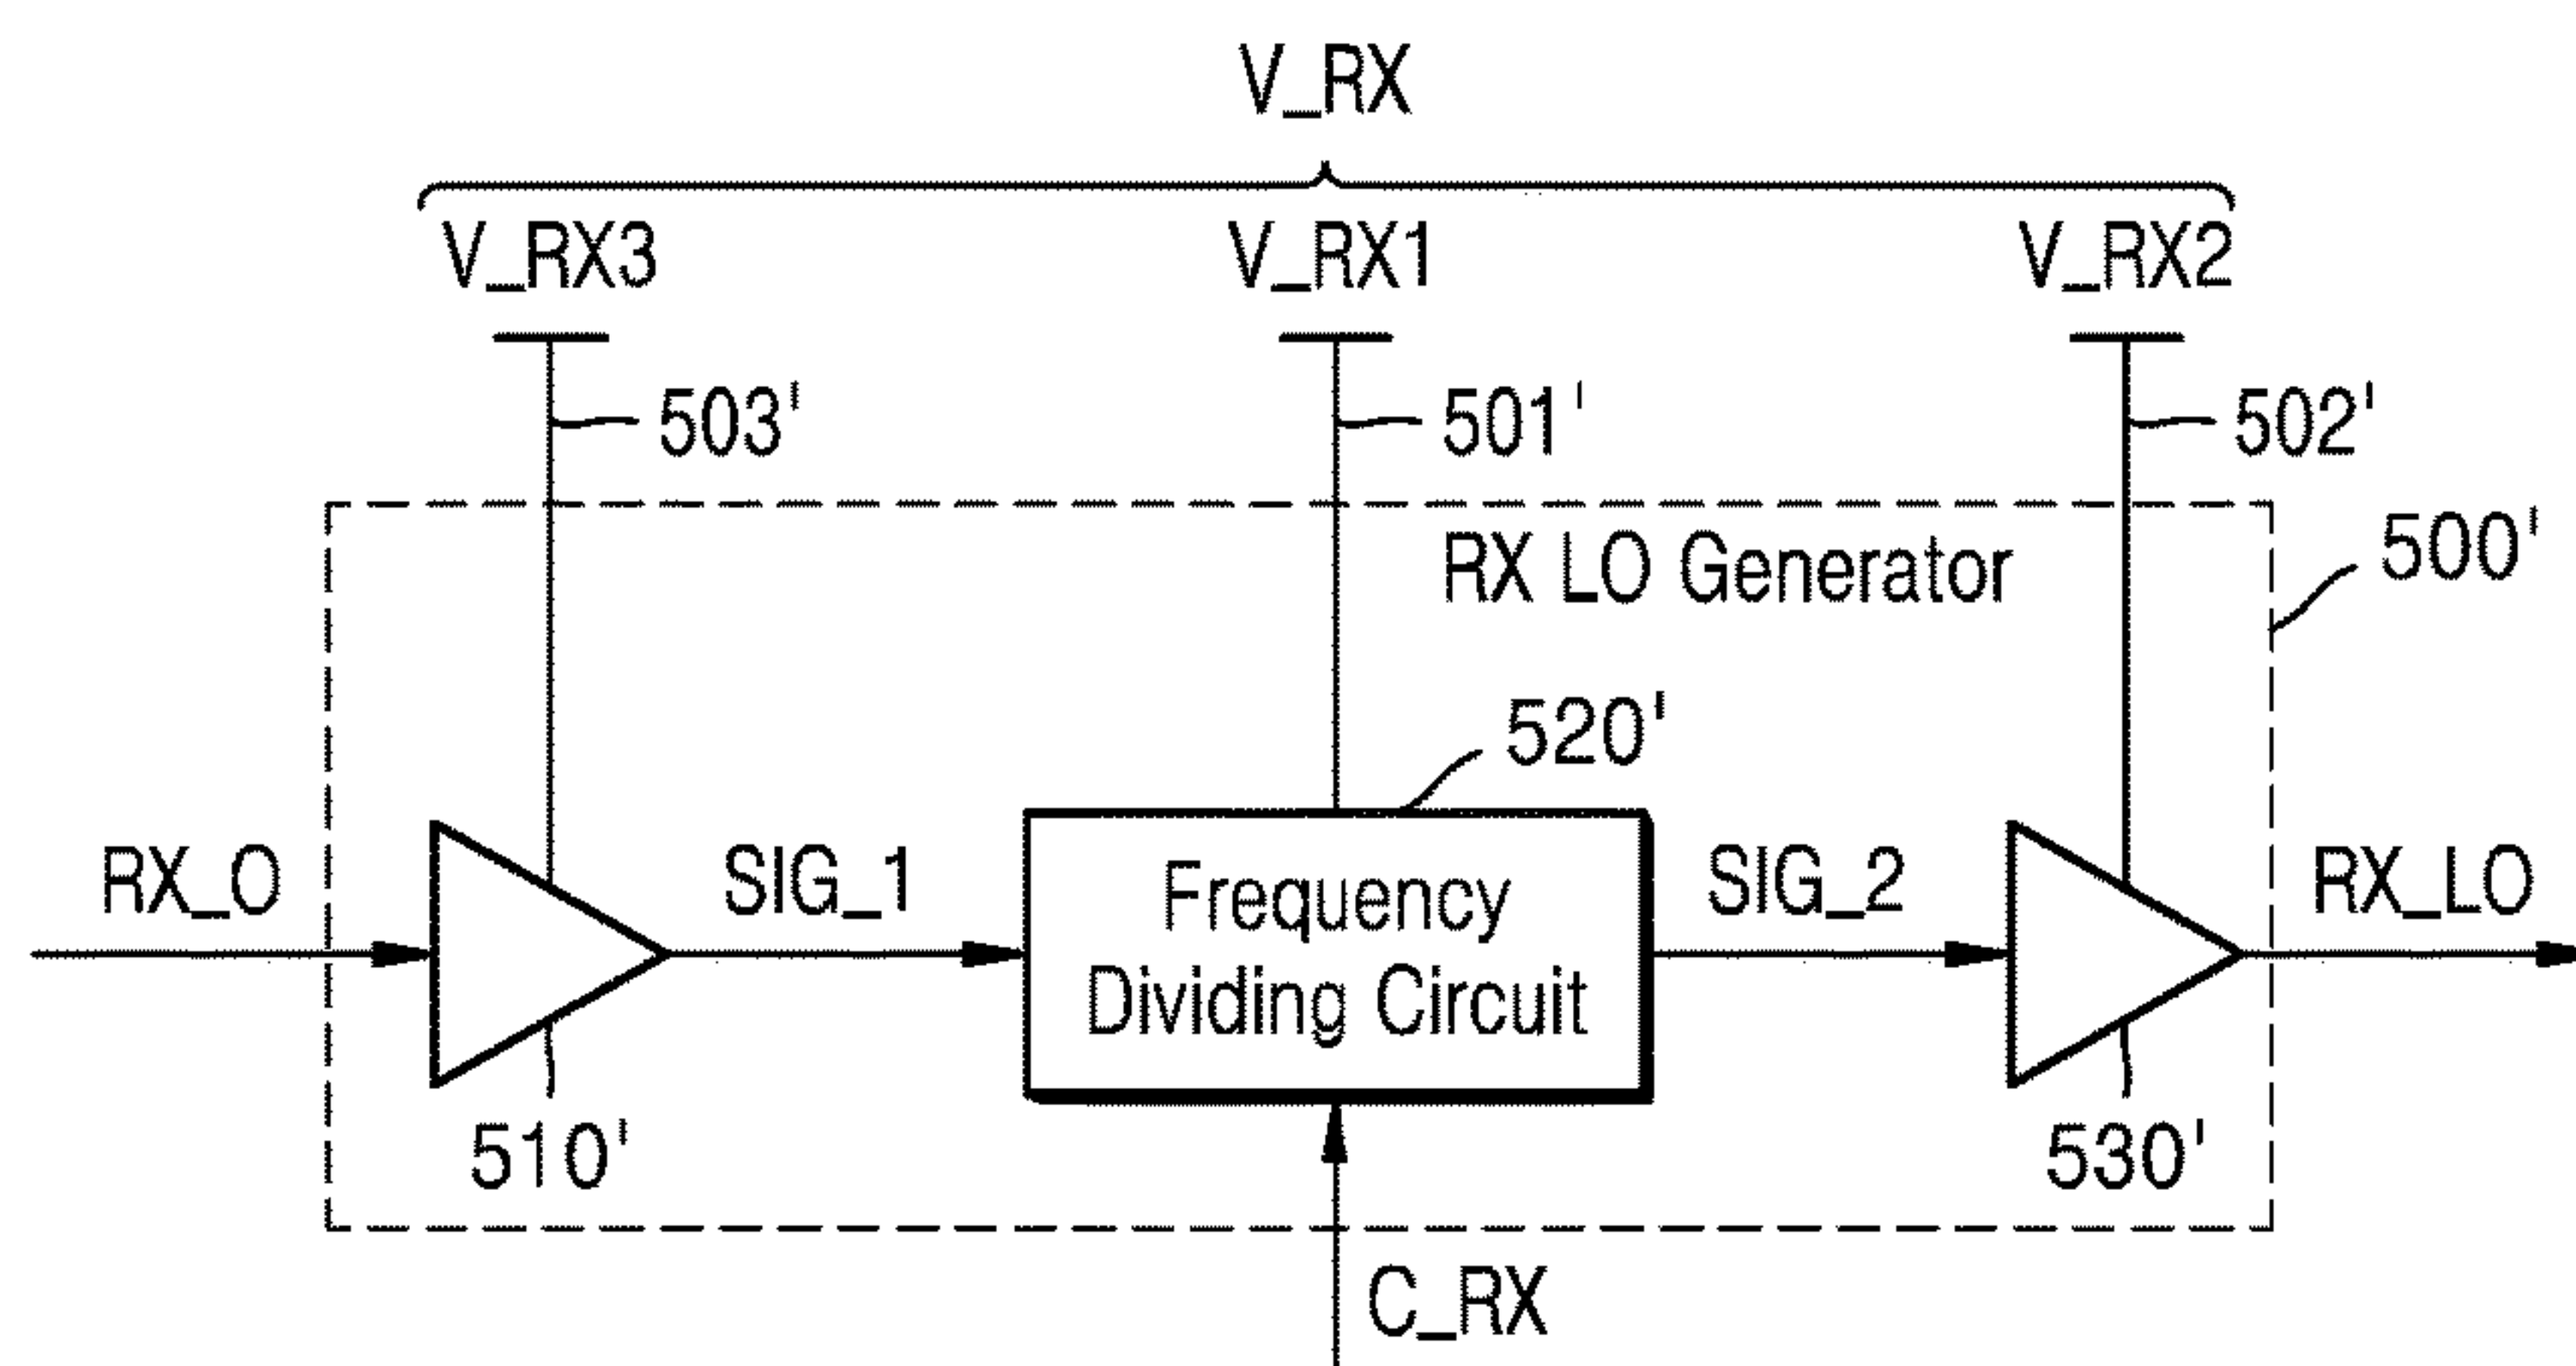 V_RX
V_RX3
V_RX1
V_RX2
503'
501'
502'
RX LO Generator
500'
520'
RX_O
SIG_1
Frequency
Dividing Circuit
SIG_2
RX_LO
510'
530'
C_RX